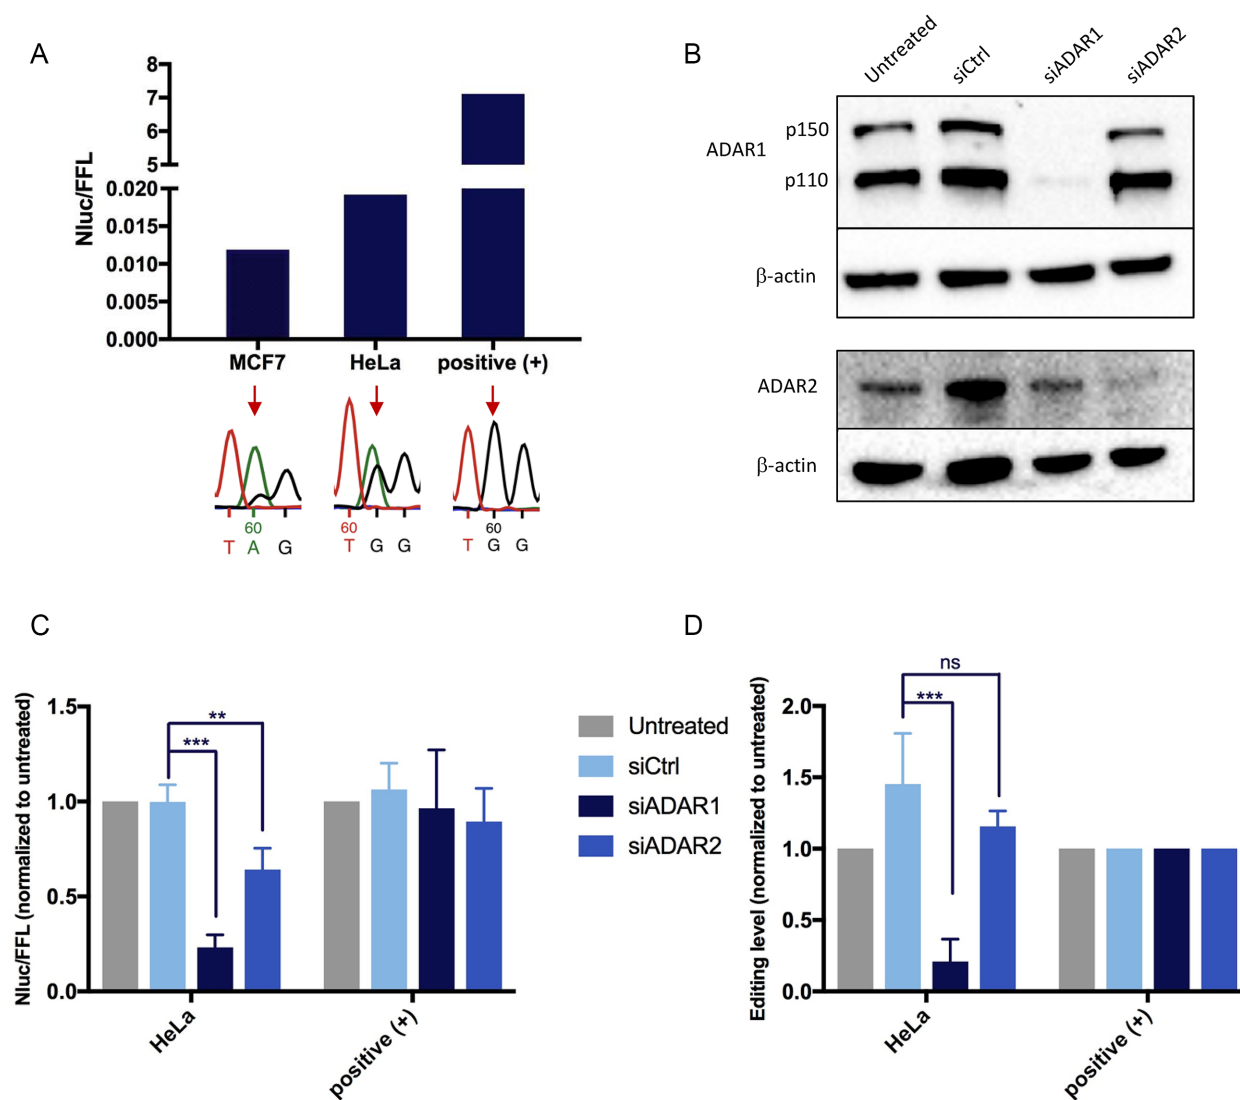 A
Nluc/FFL
8
7
6
5
0.020
0.015
0.010
0.005
0.000
MCF7 HeLa positive (+)
60 60 60
T A G T G G T G G
B
Untreated siCtrl siADAR1 siADAR2
ADAR1
p150
p110
β-actin
ADAR2
β-actin
C
Nluc/FFL (normalized to untreated)
1.5
1.0
0.5
0.0
**
***
HeLa positive (+)
Untreated
siCtrl
siADAR1
siADAR2
D
Editing level (normalized to untreated)
2.0
1.5
1.0
0.5
0.0
ns
***
HeLa positive (+)